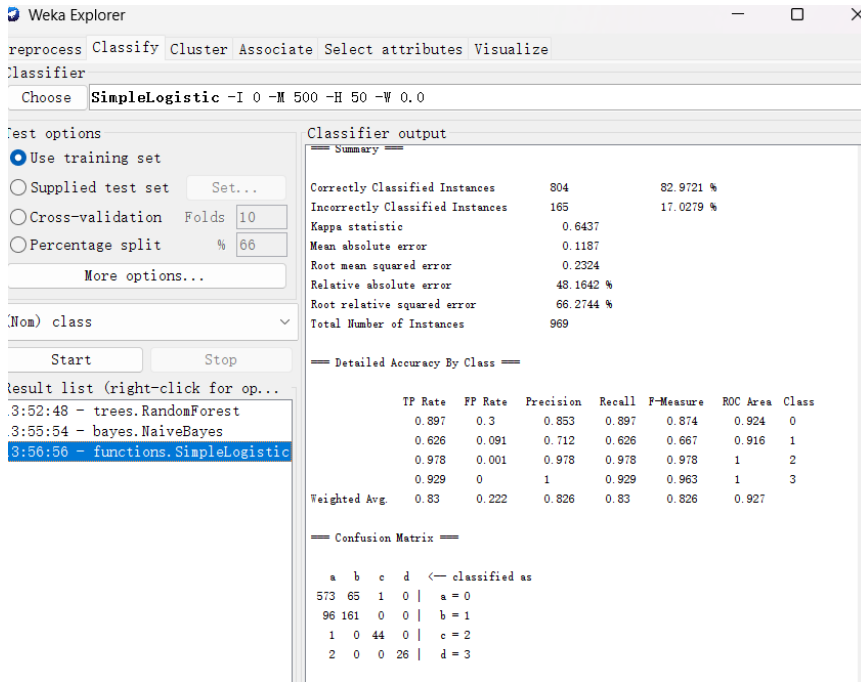 Weka Explorer
reprocess Classify Cluster Associate Select attributes Visualize
Classifier
Choose SimpleLogistic -I 0 -M 500 -H 50 -W 0.0
Test options
Use training set
Supplied test set Set...
Cross-validation Folds 10
Percentage split % 66
More options...
(Nom) class
Start Stop
Result list (right-click for op...
3:52:48 - trees.RandomForest
3:55:54 - bayes.NaiveBayes
3:56:56 - functions.SimpleLogistic
Classifier output
=== Summary ===
Correctly Classified Instances 804 82.9721 %
Incorrectly Classified Instances 165 17.0279 %
Kappa statistic 0.6437
Mean absolute error 0.1187
Root mean squared error 0.2324
Relative absolute error 48.1642 %
Root relative squared error 66.2744 %
Total Number of Instances 969
=== Detailed Accuracy By Class ===
TP Rate FP Rate Precision Recall F-Measure ROC Area Class
0.897 0.3 0.853 0.897 0.874 0.924 0
0.626 0.091 0.712 0.626 0.667 0.916 1
0.978 0.001 0.978 0.978 0.978 1 2
0.929 0 1 0.929 0.963 1 3
Weighted Avg. 0.83 0.222 0.826 0.83 0.826 0.927
=== Confusion Matrix ===
a b c d <-- classified as
573 65 1 0 | a = 0
96 161 0 0 | b = 1
1 0 44 0 | c = 2
2 0 0 26 | d = 3